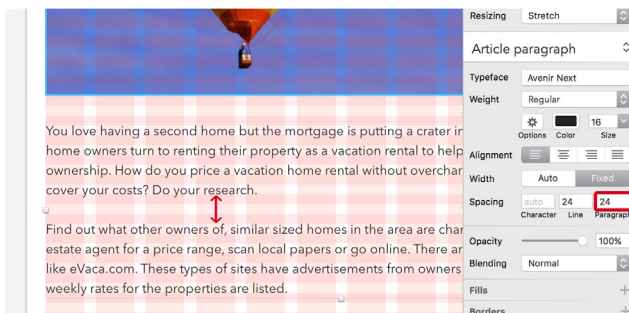 Resizing Stretch
Article paragraph
Typeface Avenir Next
Weight Regular
16
Options Color Size
Alignment
Width Auto Fixed
Spacing auto 24 24
Character Line Paragraph
Opacity 100%
Blending Normal
Fills
Borders
You love having a second home but the mortgage is putting a crater in
home owners turn to renting their property as a vacation rental to help
ownership. How do you price a vacation home rental without overchar
cover your costs? Do your research.
Find out what other owners of, similar sized homes in the area are char
estate agent for a price range, scan local papers or go online. There ar
like eVaca.com. These types of sites have advertisements from owners
weekly rates for the properties are listed.